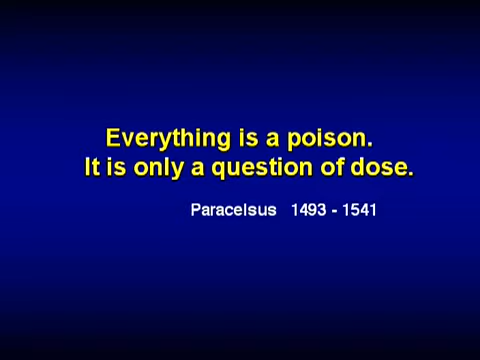 Everything is a poison.
It is only a question of dose.
Paracelsus 1493 - 1541